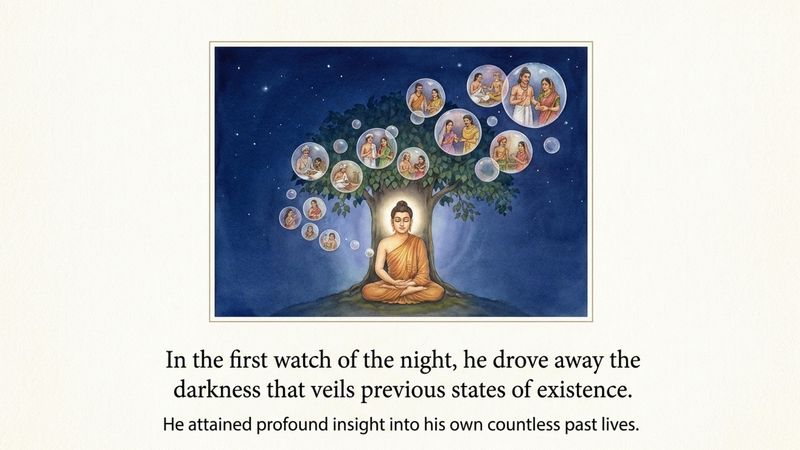 In the first watch of the night, he drove away the
darkness that veils previous states of existence.
He attained profound insight into his own countless past lives.